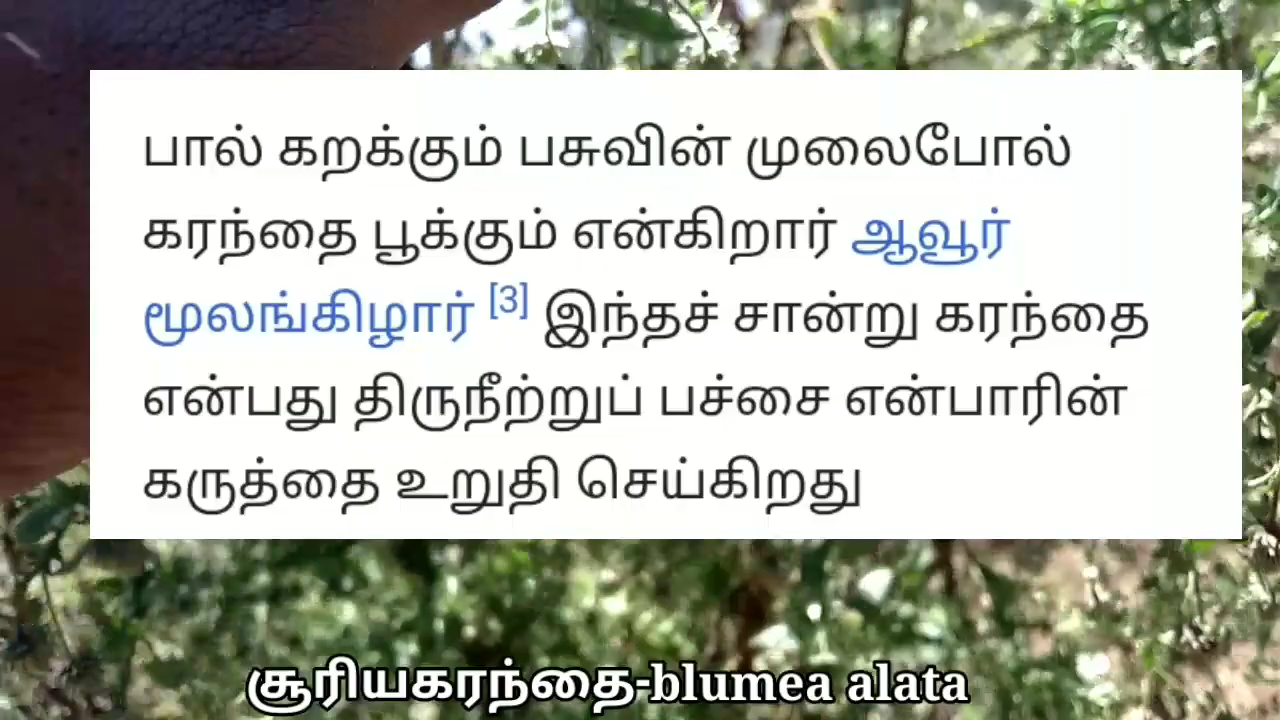 பால் கறக்கும் பசுவின் முலைபோல்
கரந்தை பூக்கும் என்கிறார் ஆவூர்
மூலங்கிழார் [3] இந்தச் சான்று கரந்தை
என்பது திருநீற்றுப் பச்சை என்பாரின்
கருத்தை உறுதி செய்கிறது
சூரியகரந்தை-blumea alata